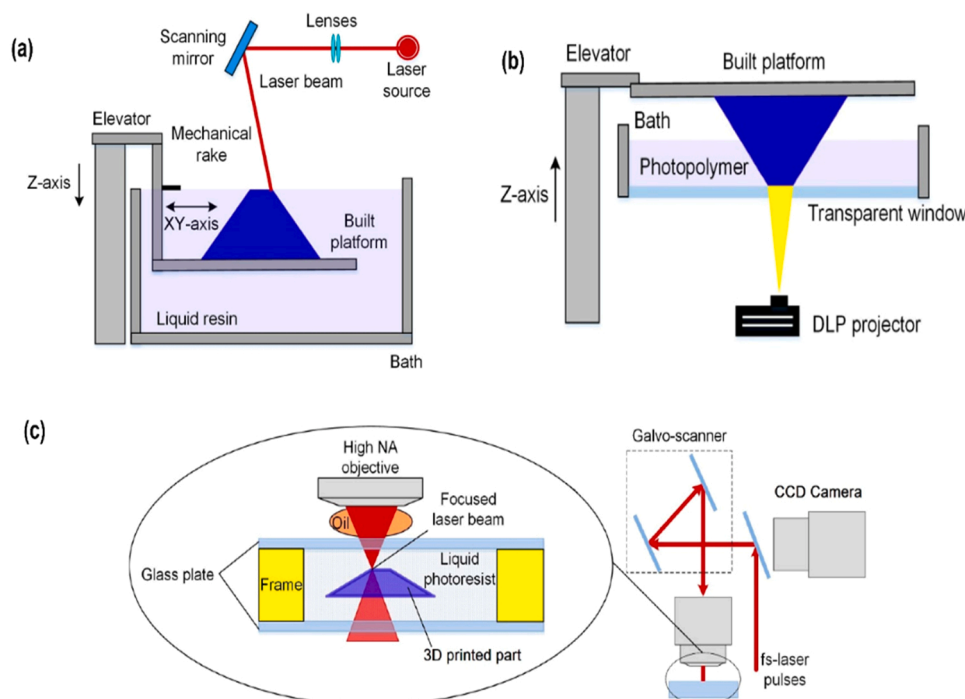 (a)
Scanning
mirror
Lenses
Laser beam
Laser
source
Elevator
Mechanical
rake
Z-axis
XY-axis
Built
platform
Liquid resin
Bath
(b)
Elevator
Built platform
Bath
Photopolymer
Z-axis
Transparent window
DLP projector
(c)
High NA
objective
Focused
laser beam
Oil
Glass plate
Frame
Liquid
photoresist
3D printed part
Galvo-scanner
CCD Camera
fs-laser
pulses